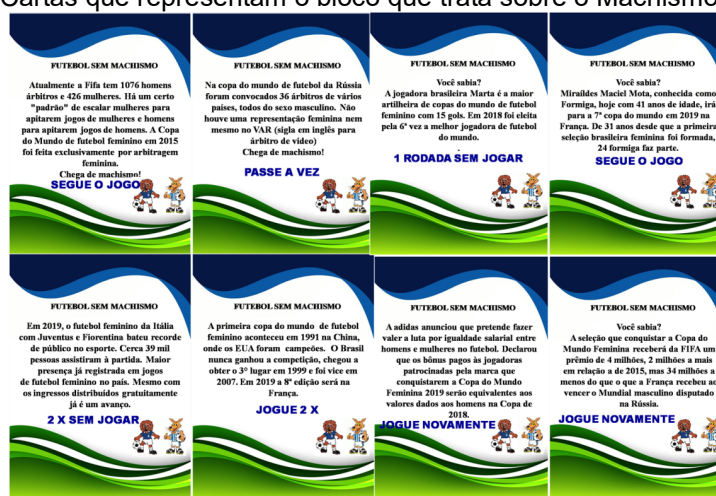 Cartas que representam o bloco que trata sobre o Machismo
FUTEBOL SEM MACHISMO
Atualmente a Fifa tem 1076 homens
árbitros e 426 mulheres. Há um certo
"padrão" de escalar mulheres para
apitarem jogos de mulheres e homens
para apitarem jogos de homens. A Copa
do Mundo de futebol feminino em 2015
foi feita exclusivamente por arbitragem
feminina.
Chega de machismo!
SEGUE O JOGO
FUTEBOL SEM MACHISMO
Na copa do mundo de futebol da Rússia
foram convocados 36 árbitros de vários
países, todos do sexo masculino. Não
houve uma representação feminina nem
mesmo no VAR (sigla em inglês para
árbitro de vídeo)
Chega de machismo!
PASSE A VEZ
FUTEBOL SEM MACHISMO
Você sabia?
A jogadora brasileira Marta é a maior
artilheira de copas do mundo de futebol
feminino com 15 gols. Em 2018 foi eleita
pela 6ª vez a melhor jogadora de futebol
do mundo.
.
1 RODADA SEM JOGAR
FUTEBOL SEM MACHISMO
Você sabia?
Miraildes Maciel Mota, conhecida como
Formiga, hoje com 41 anos de idade, irá
para a 7ª copa do mundo em 2019 na
França. De 31 anos desde que a primeira
seleção brasileira feminina foi formada,
24 formiga faz parte.
SEGUE O JOGO
FUTEBOL SEM MACHISMO
Em 2019, o futebol feminino da Itália
com Juventus e Fiorentina bateu recorde
de público no esporte. Cerca 39 mil
pessoas assistiram à partida. Maior
presença já registrada em jogos
de futebol feminino no país. Mesmo com
os ingressos distribuídos gratuitamente
já é um avanço.
2 X SEM JOGAR
FUTEBOL SEM MACHISMO
A primeira copa do mundo de futebol
feminino aconteceu em 1991 na China,
onde os EUA foram campeões. O Brasil
nunca ganhou a competição, chegou a
obter o 3º lugar em 1999 e foi vice em
2007. Em 2019 a 8ª edição será na
França.
JOGUE 2 X
FUTEBOL SEM MACHISMO
A adidas anunciou que pretende fazer
valer a luta por igualdade salarial entre
homens e mulheres no futebol. Declarou
que os bônus pagos às jogadoras
patrocinadas pela marca que
conquistarem a Copa do Mundo
Feminina 2019 serão equivalentes aos
valores dados aos homens na Copa de
2018.
JOGUE NOVAMENTE
FUTEBOL SEM MACHISMO
Você sabia?
A seleção que conquistar a Copa do
Mundo Feminina receberá da FIFA um
prêmio de 4 milhões, 2 milhões a mais
em relação a de 2015, mas 34 milhões a
menos do que o que a França recebeu ao
vencer o Mundial masculino disputado
na Rússia.
JOGUE NOVAMENTE